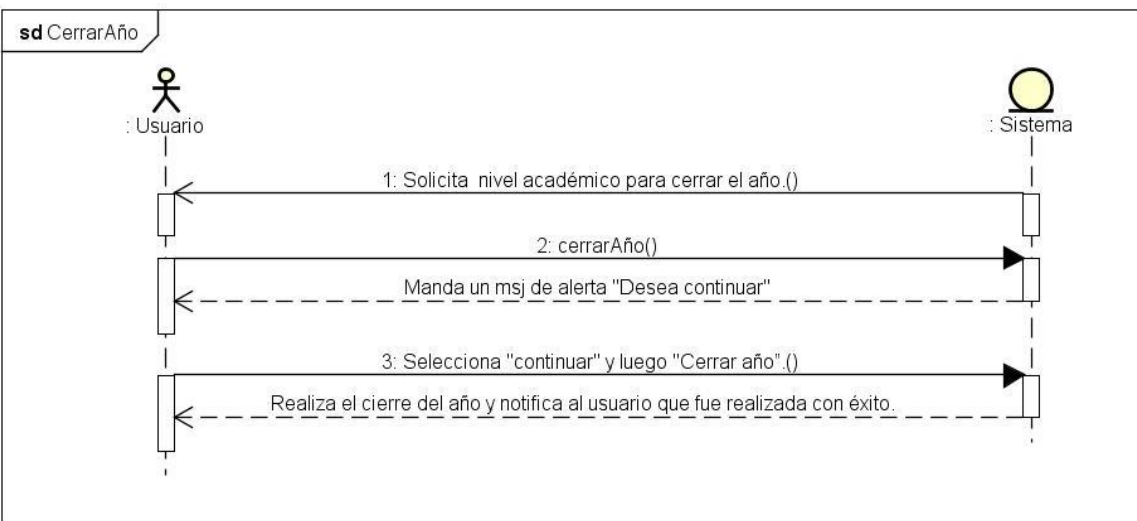 sd CerrarAño
: Usuario
: Sistema
1: Solicita nivel académico para cerrar el año.()
2: cerrarAño()
Manda un msj de alerta "Desea continuar"
3: Selecciona "continuar" y luego "Cerrar año".()
Realiza el cierre del año y notifica al usuario que fue realizada con éxito.